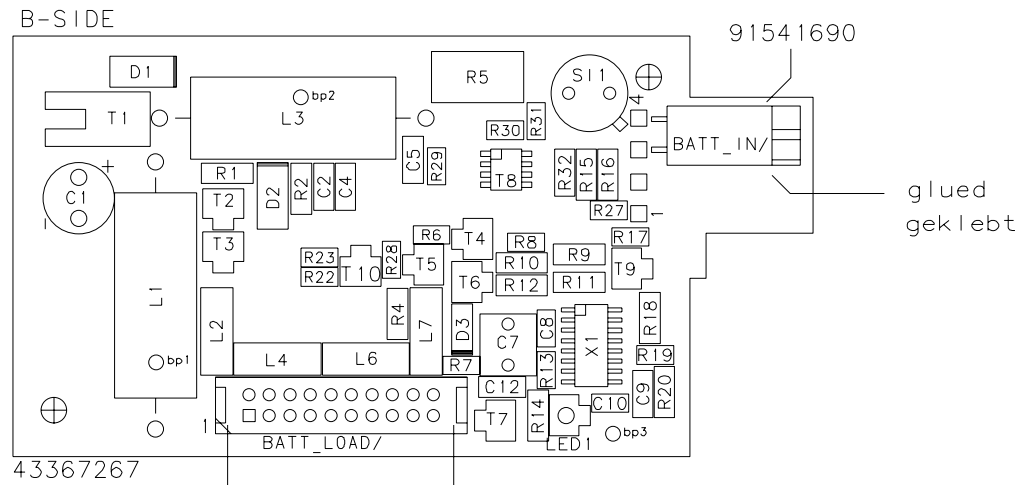 B-SIDE
91541690
D1
R5
SI1
4
bp2
T1
L3
R31
R30
BATT_IN/
C5
R29
T8
R32
R15
R16
+
C1
-
R1
D2
R2
C2
C4
T2
R27
1
glued
geklebt
T3
R6
T4
R8
R17
R23
R22
T10
R28
T5
R10
R9
T9
T6
R12
R11
L1
L2
R4
L7
D3
C7
C8
X1
R18
bp1
L4
L6
R7
R13
R19
C12
C9
R20
R14
C10
T7
1
BATT_LOAD/
LED1
bp3
43367267